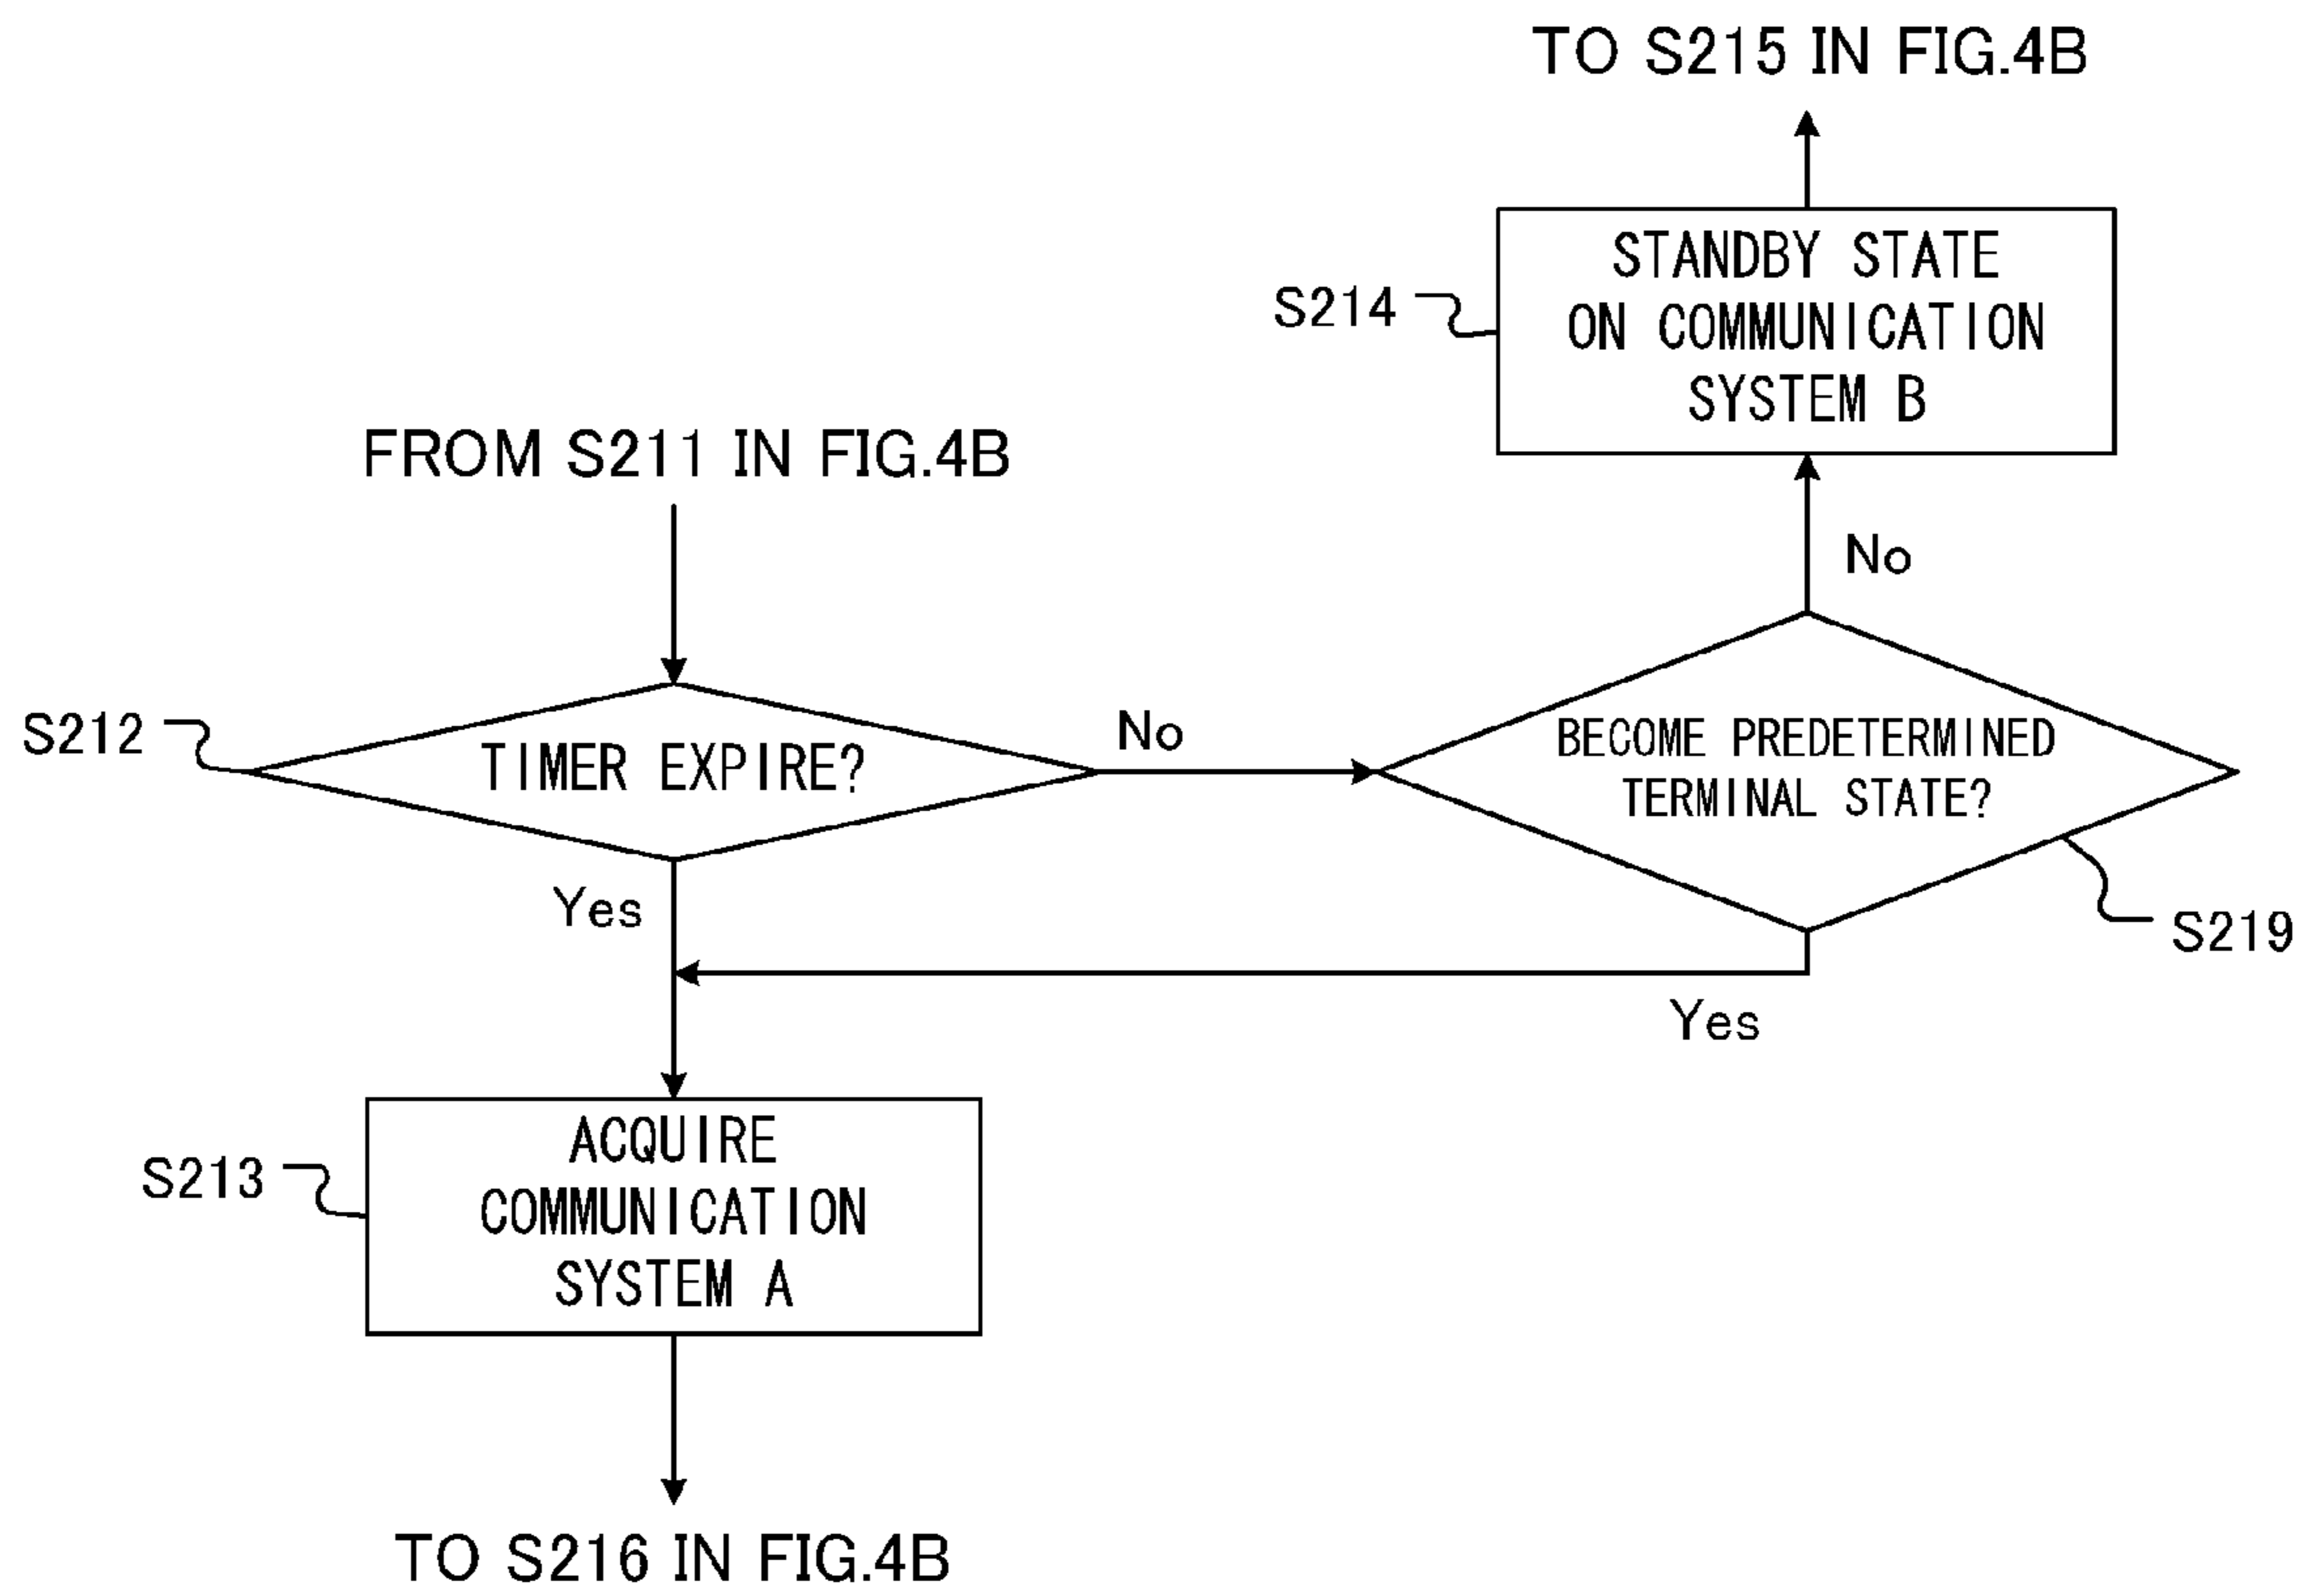 TO S215 IN FIG.4B
STANDBY STATE
ON COMMUNICATION
SYSTEM B
S214
FROM S211 IN FIG.4B
No
S212
TIMER EXPIRE?
No
BECOME PREDETERMINED
TERMINAL STATE?
Yes
S219
Yes
S213
ACQUIRE
COMMUNICATION
SYSTEM A
TO S216 IN FIG.4B